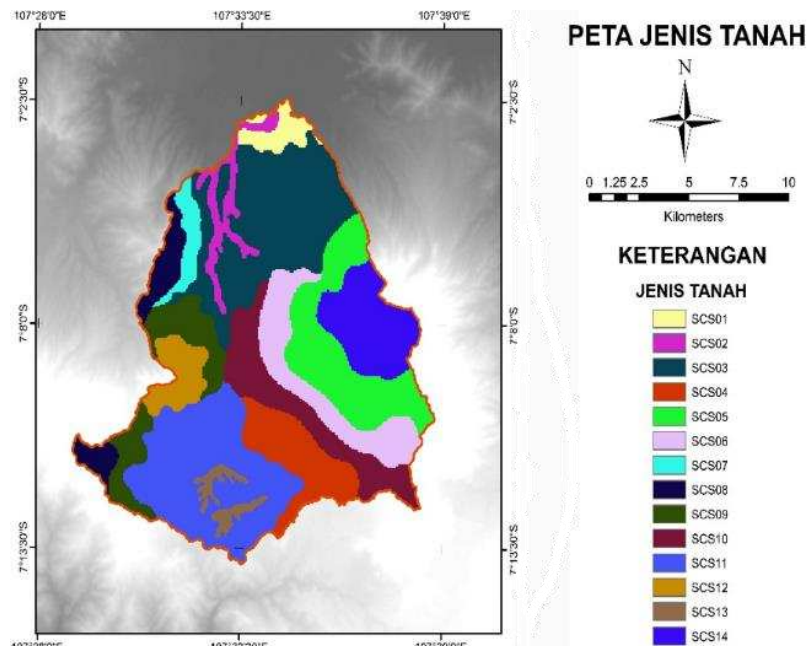 107°28'0"E 107°33'30"E 107°39'0"E
PETA JENIS TANAH
N
7°2'30"S 7°2'30"S
0 1.25 2.5 5 7.5 10
Kilometers
KETERANGAN
JENIS TANAH
7°8'0"S 7°8'0"S
SCS01
SCS02
SCS03
SCS04
SCS05
SCS06
SCS07
SCS08
SCS09
SCS10
SCS11
SCS12
SCS13
SCS14
7°13'30"S 7°13'30"S